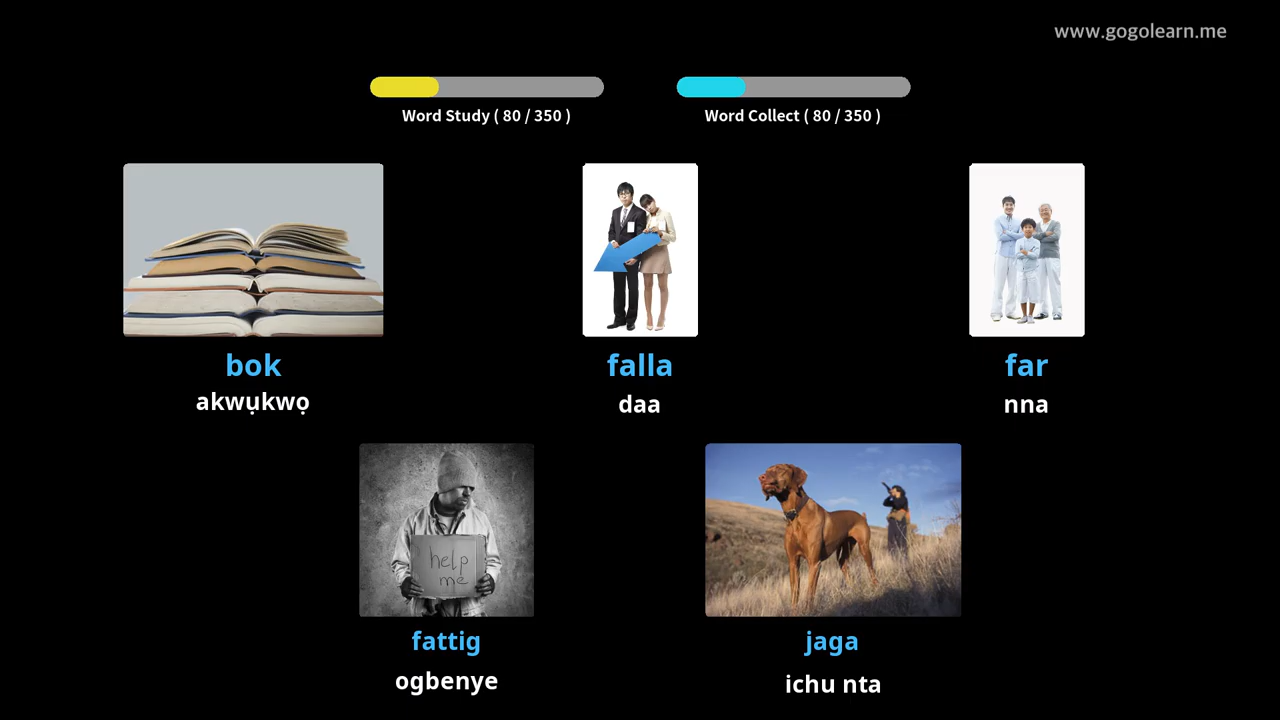 www.gogolearn.me
Word Study ( 80 / 350 )
Word Collect ( 80 / 350 )
bok
akwụkwọ
falla
daa
far
nna
help
me
fattig
ogbenye
jaga
ichu nta